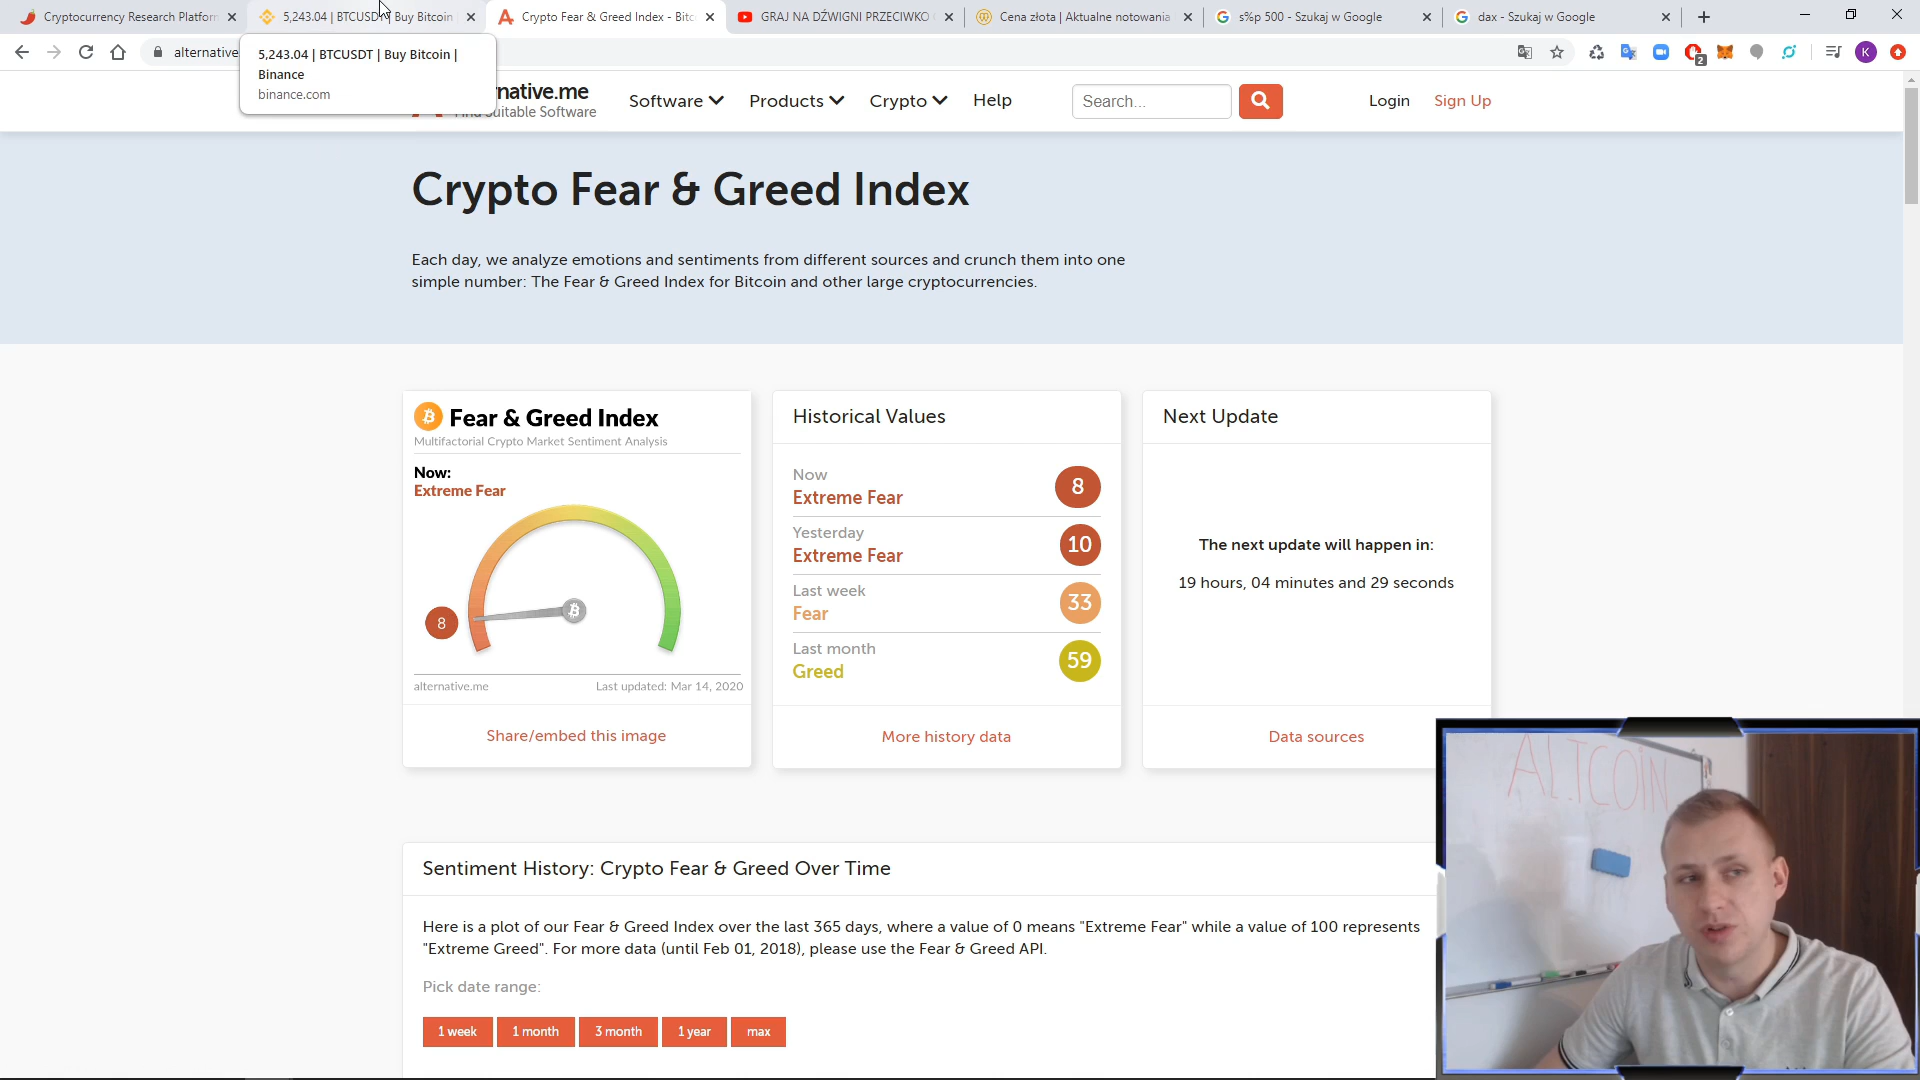 Cryptocurrency Research Platforn
5,243.04 | BTCUSDT | Buy Bitcoin
Crypto Fear & Greed Index - Bitc
GRAJ NA DŹWIGNI PRZECIWKO
Cena złota | Aktualne notowania
s%p 500 - Szukaj w Google
dax - Szukaj w Google
alternative
2
K
5,243.04 | BTCUSDT | Buy Bitcoin |
Binance
binance.com
native.me
Find Suitable Software
Software
Products
Crypto
Help
Search...
Login
Sign Up
Crypto Fear & Greed Index
Each day, we analyze emotions and sentiments from different sources and crunch them into one
simple number: The Fear & Greed Index for Bitcoin and other large cryptocurrencies.
Fear & Greed Index
Multifactorial Crypto Market Sentiment Analysis
Now:
Extreme Fear
8
alternative.me
Last updated: Mar 14, 2020
Share/embed this image
Historical Values
Now
Extreme Fear
8
Yesterday
Extreme Fear
10
Last week
Fear
33
Last month
Greed
59
More history data
Next Update
The next update will happen in:
19 hours, 04 minutes and 29 seconds
Data sources
ALTCOIN
Sentiment History: Crypto Fear & Greed Over Time
Here is a plot of our Fear & Greed Index over the last 365 days, where a value of 0 means "Extreme Fear" while a value of 100 represents
"Extreme Greed". For more data (until Feb 01, 2018), please use the Fear & Greed API.
Pick date range:
1 week
1 month
3 month
1 year
max